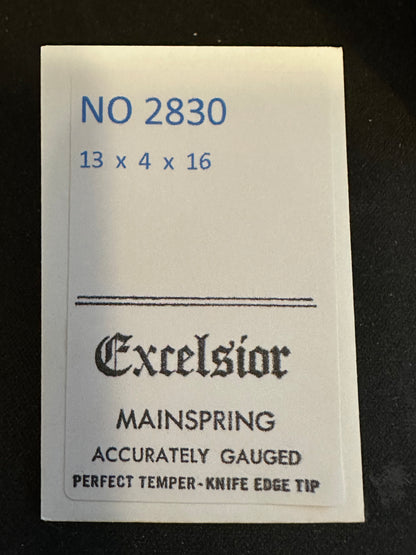 NO 2830
13 x 4 x 16
Excelsior
MAINSPRING
ACCURATELY GAUGED
PERFECT TEMPER-KNIFE EDGE TIP